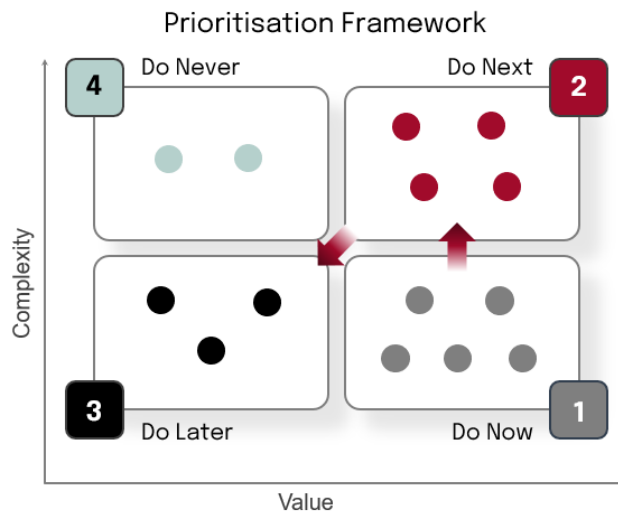 Prioritisation Framework
4
Do Never
Do Next
2
Complexity
3
Do Later
Do Now
1
Value